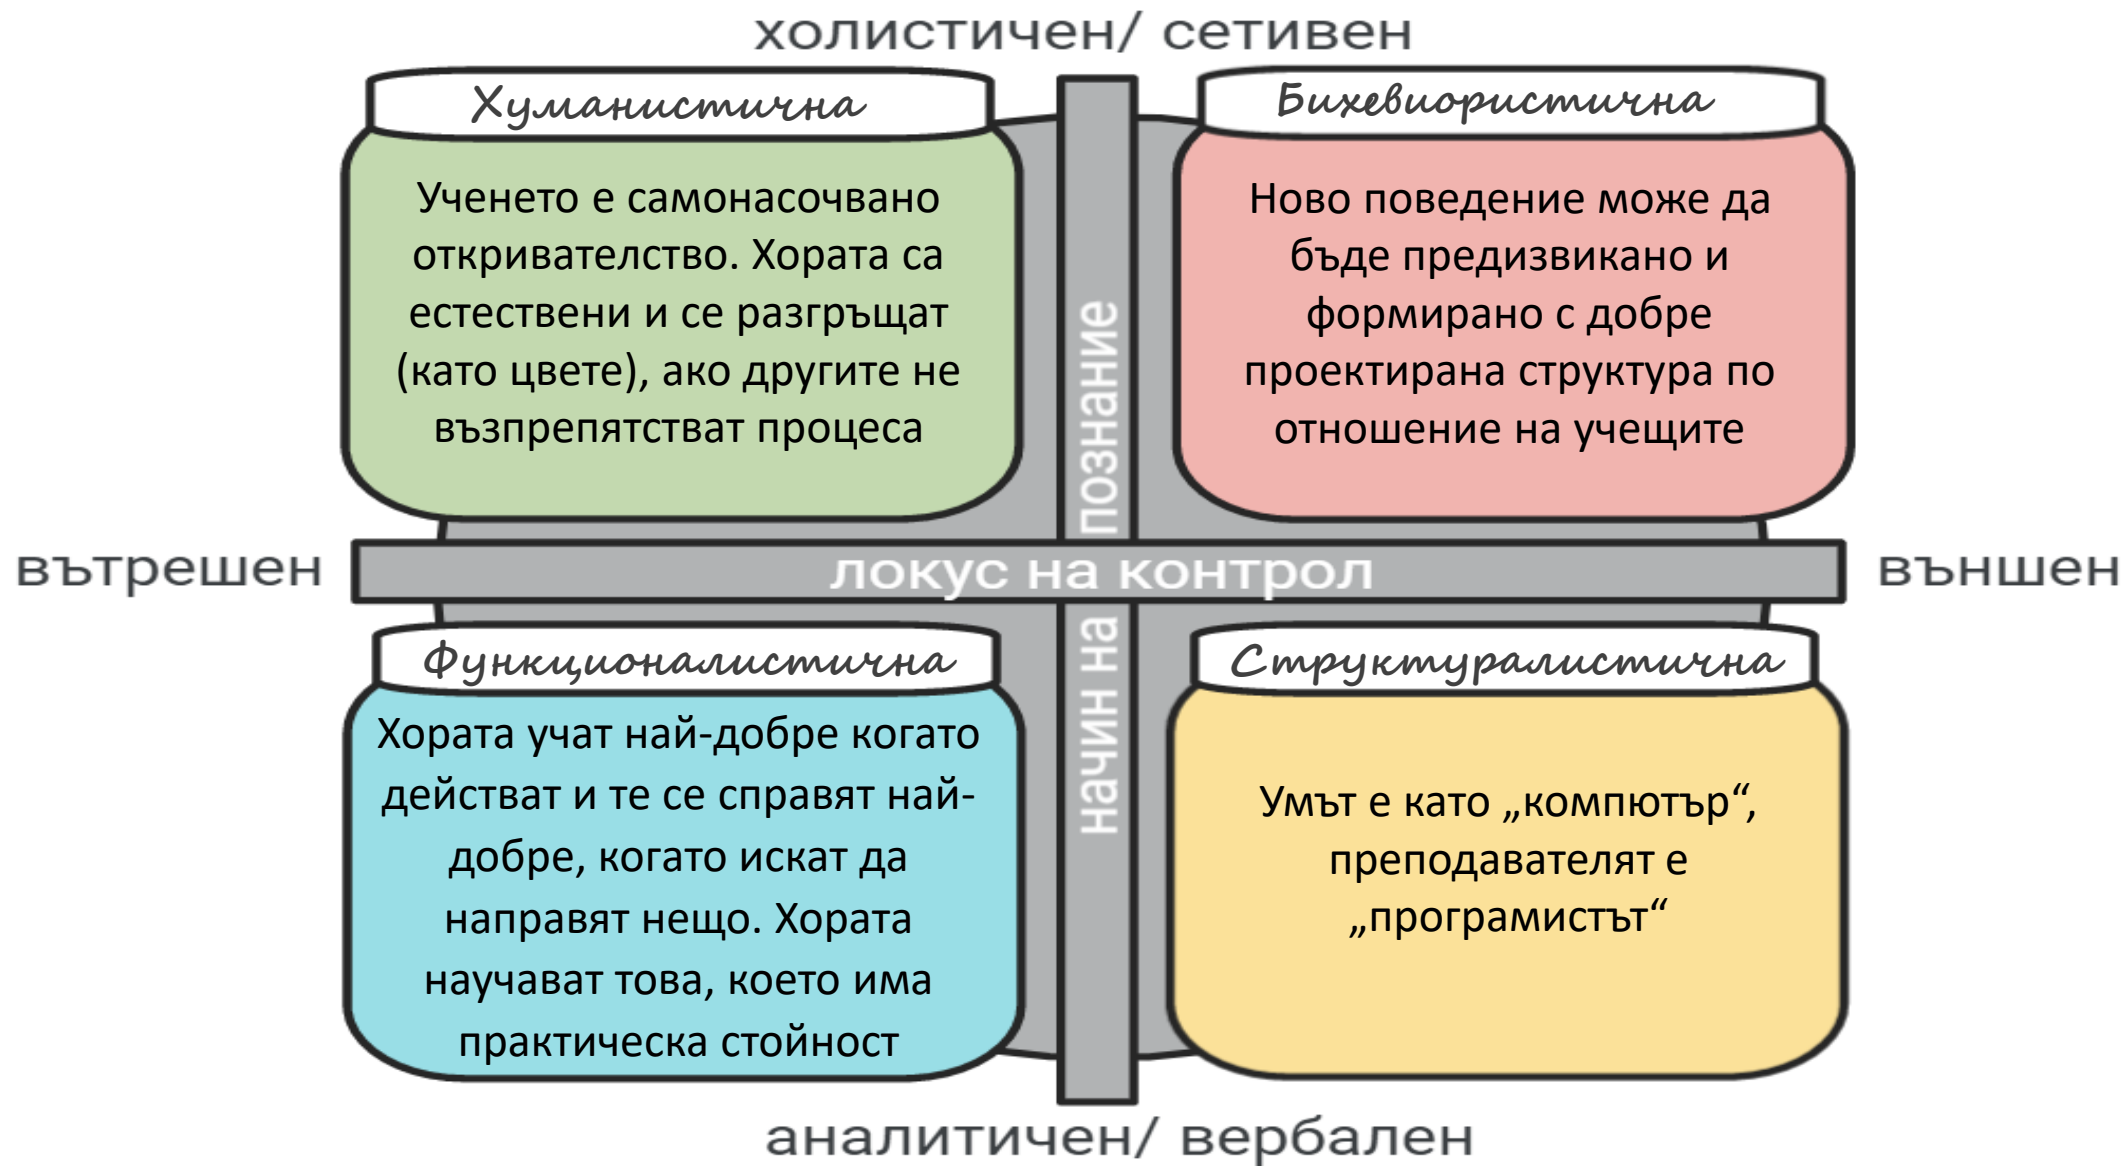 холистичен/ сетивен
Хуманистична
Ученето е самонасочвано
откривателство. Хората са
естествени и се разгръщат
(като цвете), ако другите не
възпрепятстват процеса
Бихевиористична
Ново поведение може да
бъде предизвикано и
формирано с добре
проектирана структура по
отношение на учещите
вътрешен
локус на контрол
външен
начин на познание
Функционалистична
Хората учат най-добре когато
действат и те се справят най-
добре, когато искат да
направят нещо. Хората
научават това, което има
практическа стойност
Структуралистична
Умът е като „компютър“,
преподавателят е
„програмистът“
аналитичен/ вербален